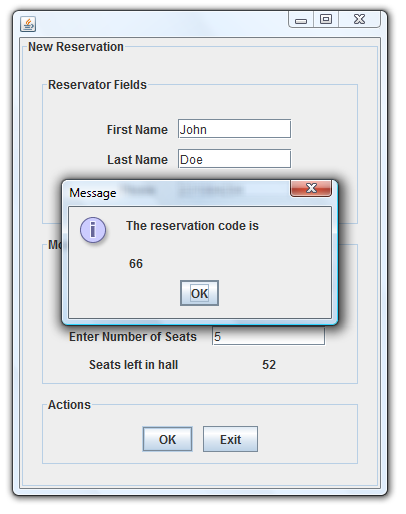 New Reservation
Reservator Fields
First Name John
Last Name Doe
Message
The reservation code is
66
OK
Enter Number of Seats 5
Seats left in hall 52
Actions
OK Exit